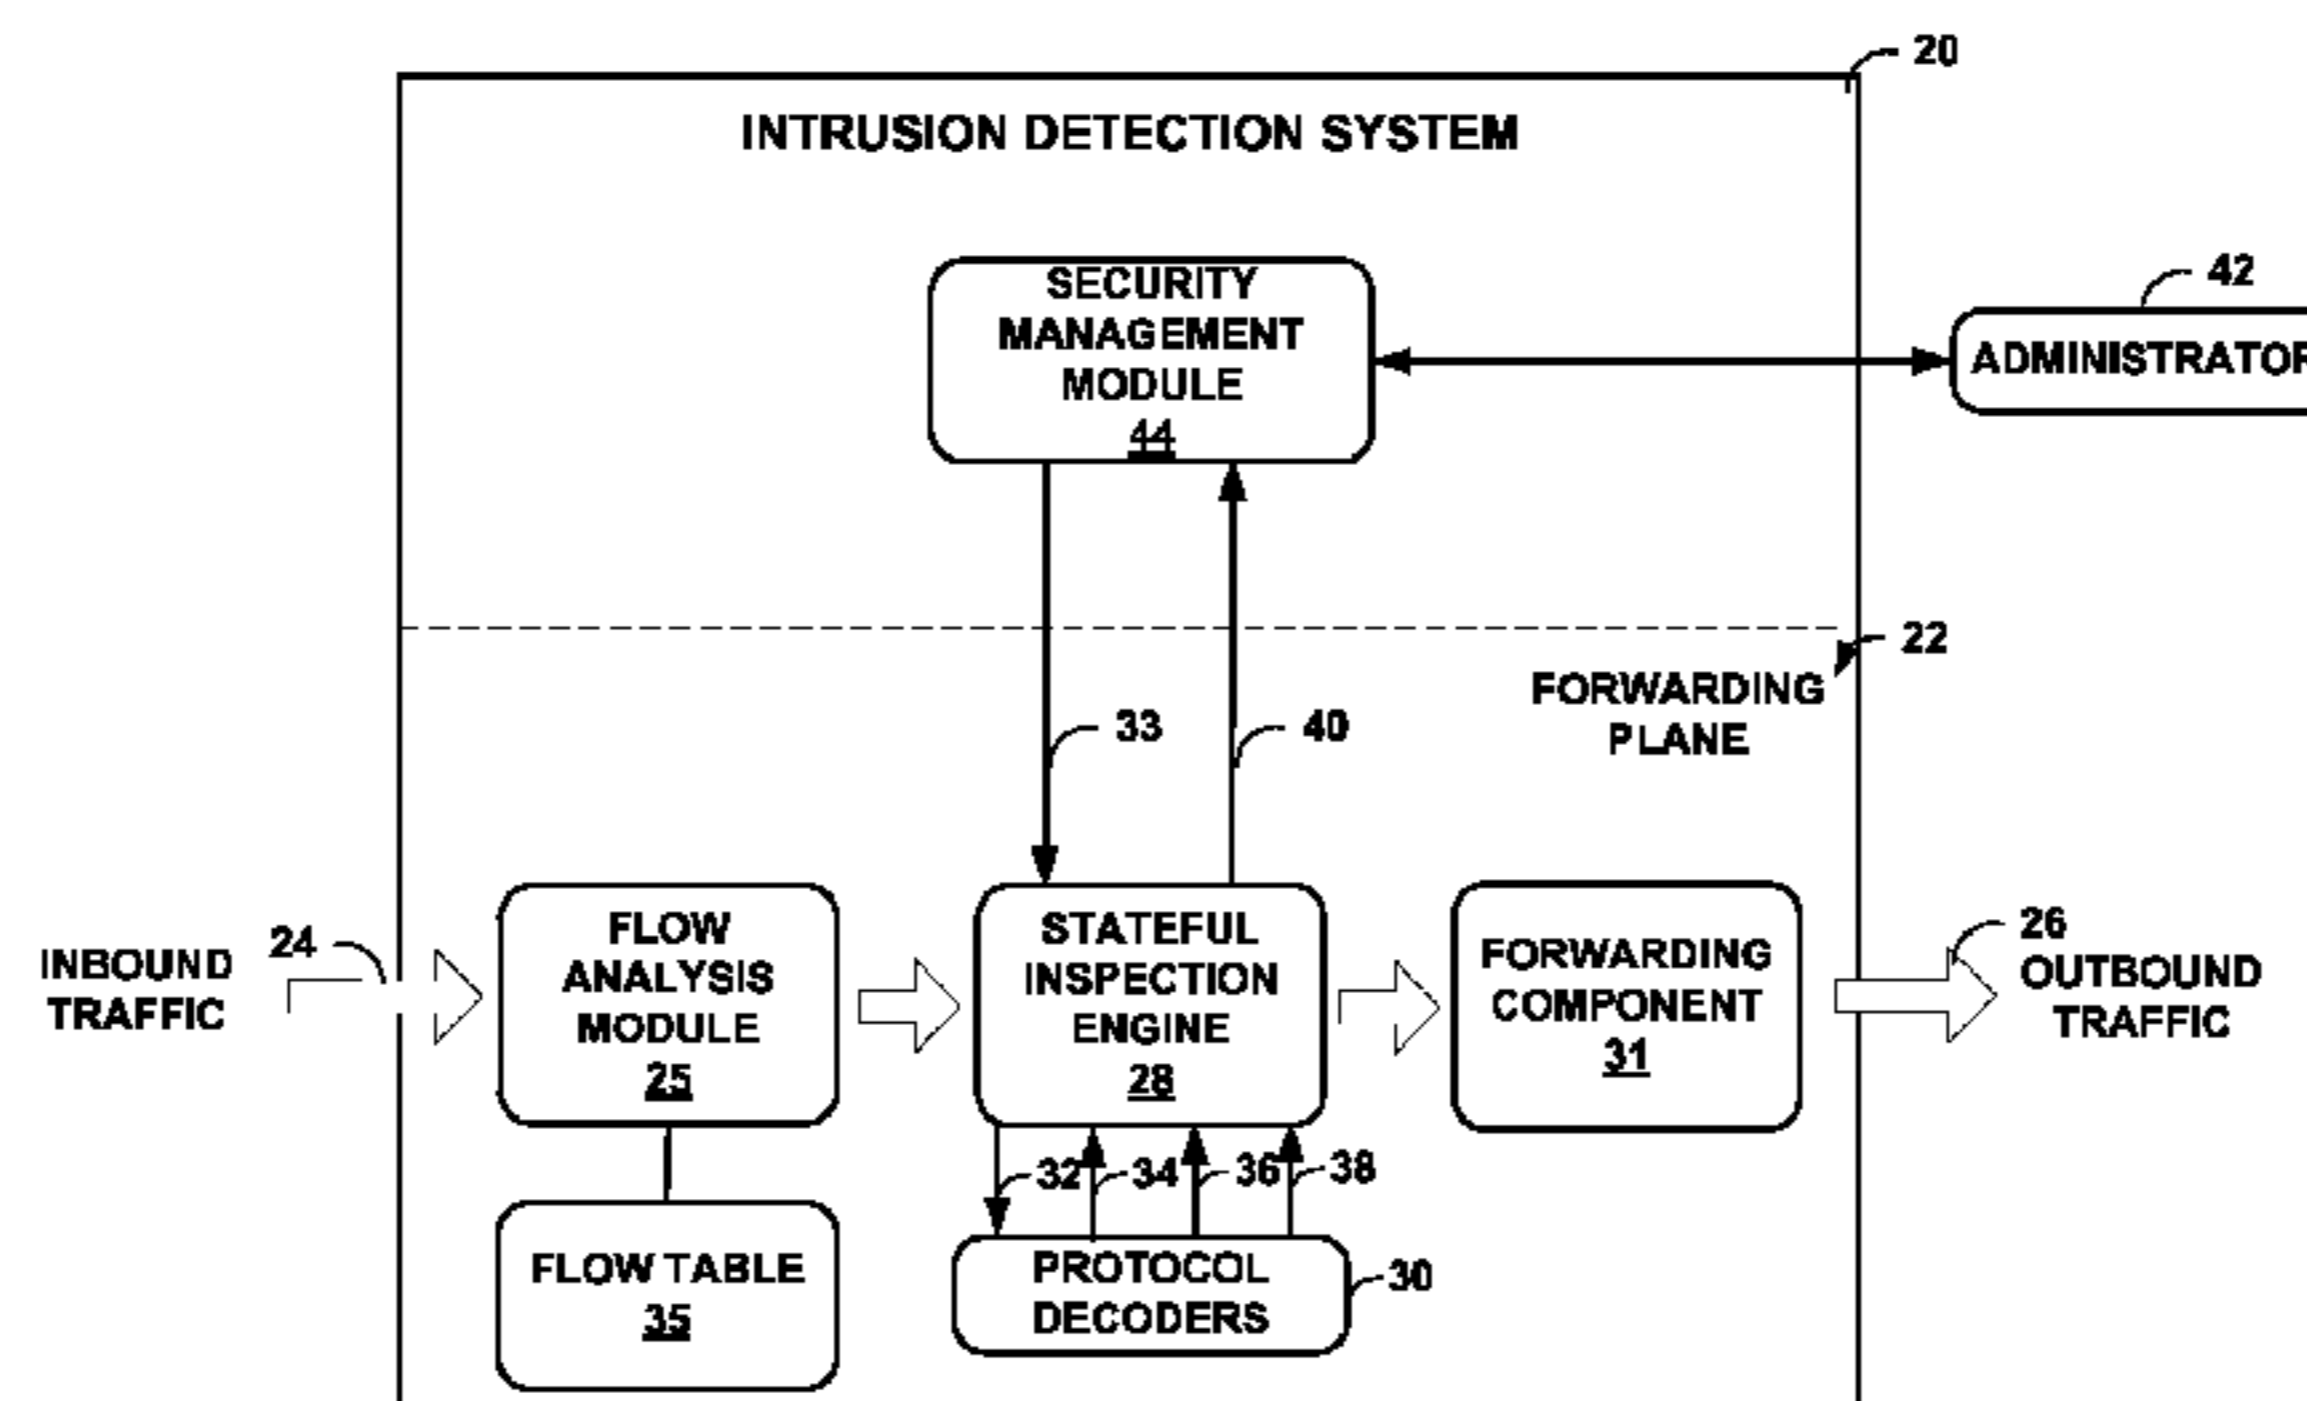 20
INTRUSION DETECTION SYSTEM
SECURITY
MANAGEMENT
MODULE
44
42
ADMINISTRATOR
22
FORWARDING
PLANE
33
40
INBOUND
TRAFFIC
24
FLOW
ANALYSIS
MODULE
25
STATEFUL
INSPECTION
ENGINE
28
FORWARDING
COMPONENT
31
26
OUTBOUND
TRAFFIC
32
34
36
38
FLOW TABLE
35
PROTOCOL
DECODERS
30